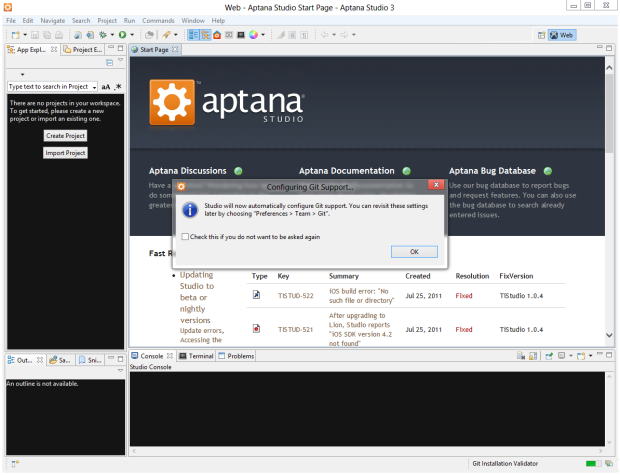 Web - Aptana Studio Start Page - Aptana Studio 3
File Edit Navigate Search Project Run Commands Window Help
Web
App Expl...
Project E...
Start Page
Type text to search in Project
aA .*
There are no projects in your workspace.
To get started, please create a new
project or import an existing one.
Create Project
Import Project
aptana
STUDIO
Aptana Discussions
Aptana Documentation
Aptana Bug Database
Have a
do som
greates
Use our bug database to report bugs
and request features. You can also use
the bug database to search already
entered issues.
Configuring Git Support...
Studio will now automatically configure Git support. You can revisit these settings
later by choosing "Preferences > Team > Git".
Check this if you do not want to be asked again
OK
Fast R
Updating
Studio to
beta or
nightly
versions
Update errors,
Accessing the
Type Key Summary Created Resolution FixVersion
TISTUD-522 iOS build error: "No such file or directory" Jul 25, 2011 Fixed TIStudio 1.0.4
TISTUD-521 After upgrading to Lion, Studio reports "iOS SDK version 4.2 not found" Jul 25, 2011 Fixed TIStudio 1.0.4
Out...
Sa...
Sni...
An outline is not available.
Console
Terminal
Problems
Studio Console
Git Installation Validator